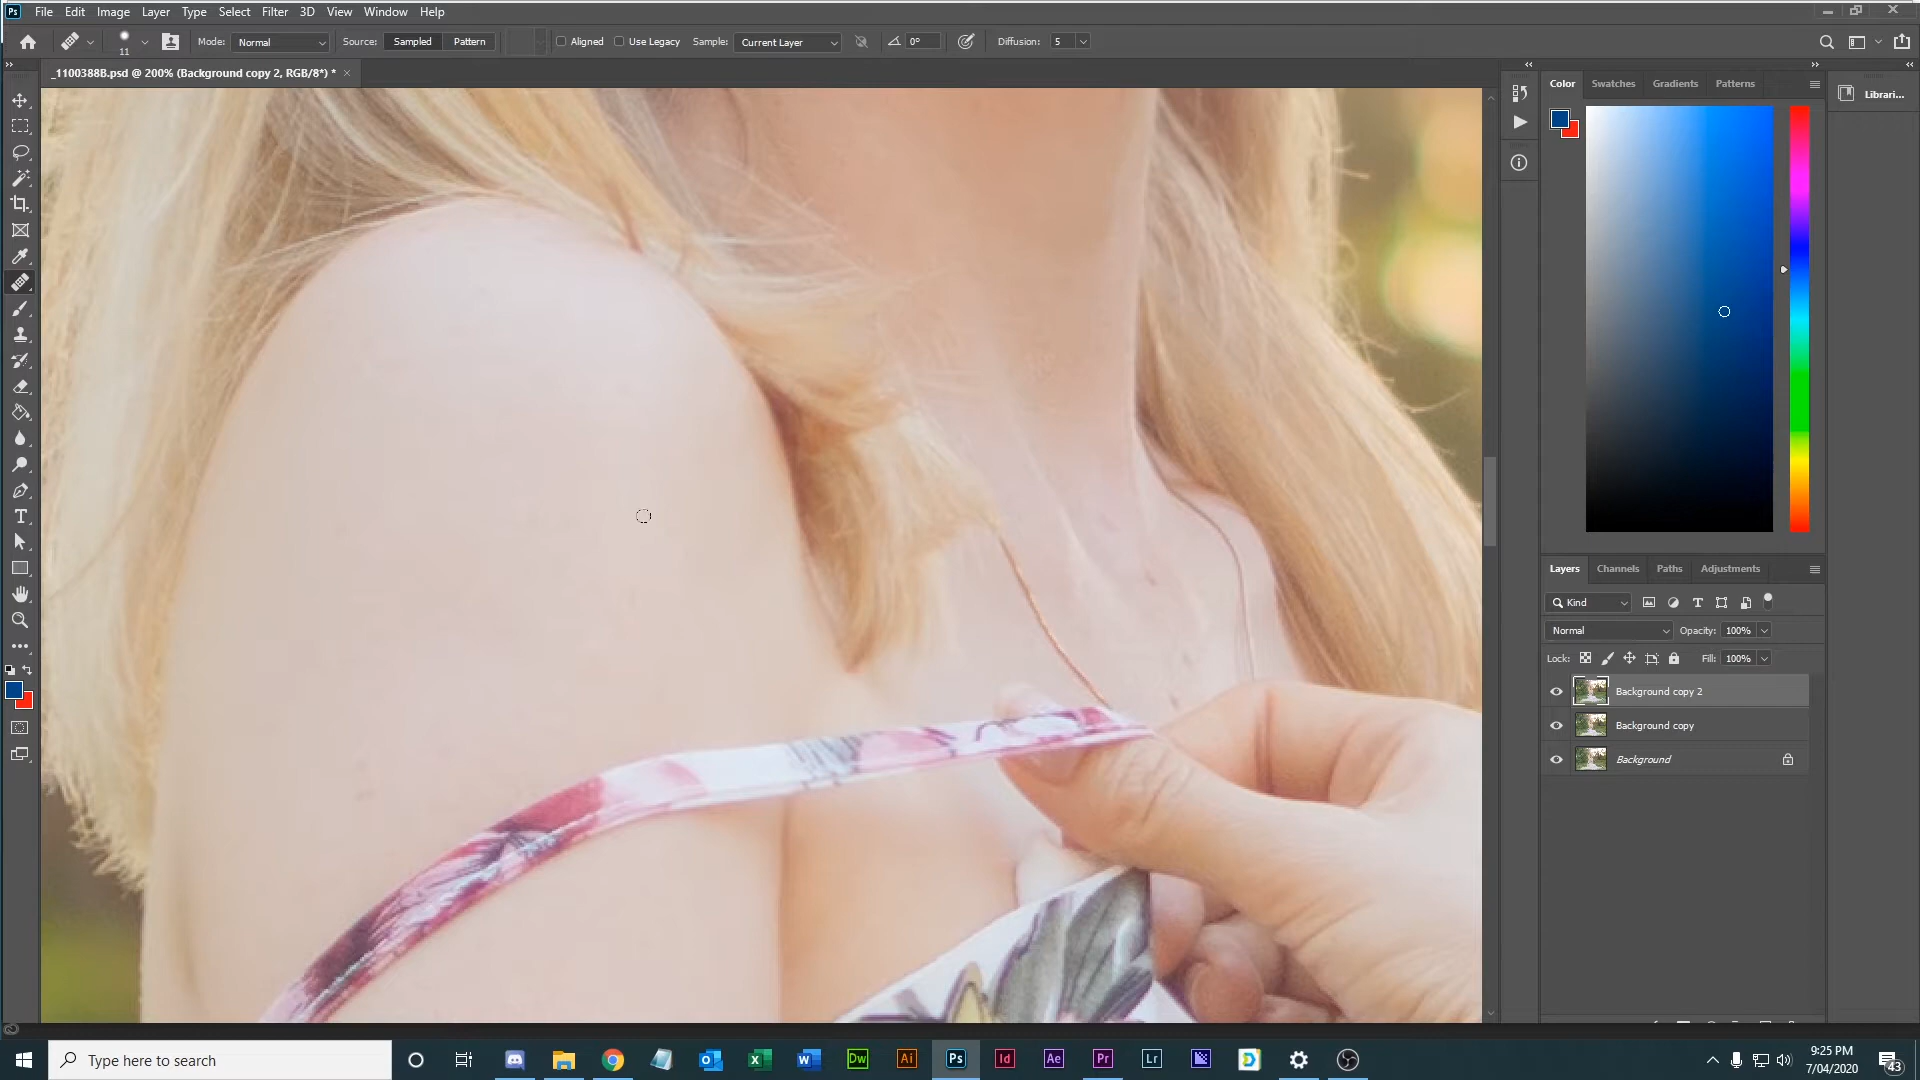 Ps File Edit Image Layer Type Select Filter 3D View Window Help
11 Mode: Normal Source: Sampled Pattern Aligned Use Legacy Sample: Current Layer 0° Diffusion: 5
_1100388B.psd @ 200% (Background copy 2, RGB/8*) * ×
Color Swatches Gradients Patterns
Librari...
Layers Channels Paths Adjustments
Kind
Normal Opacity: 100%
Lock: Fill: 100%
Background copy 2
Background copy
Background
Type here to search
Dw Ai Ps Id Ae Pr Lr
9:25 PM
7/04/2020
43